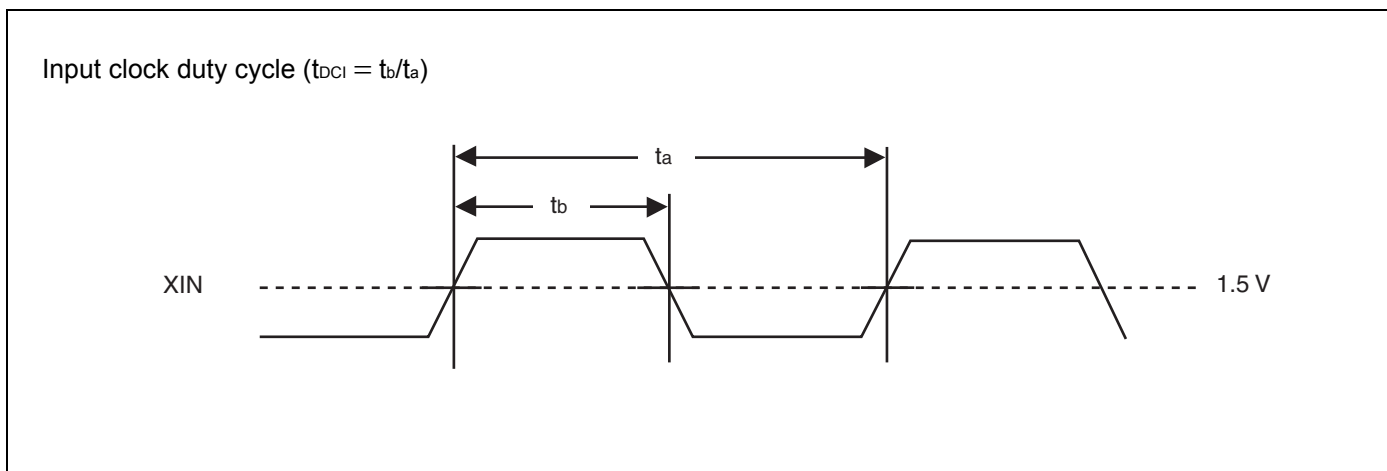 Input clock duty cycle (tDCI = tb/ta)
ta
tb
XIN
1.5 V